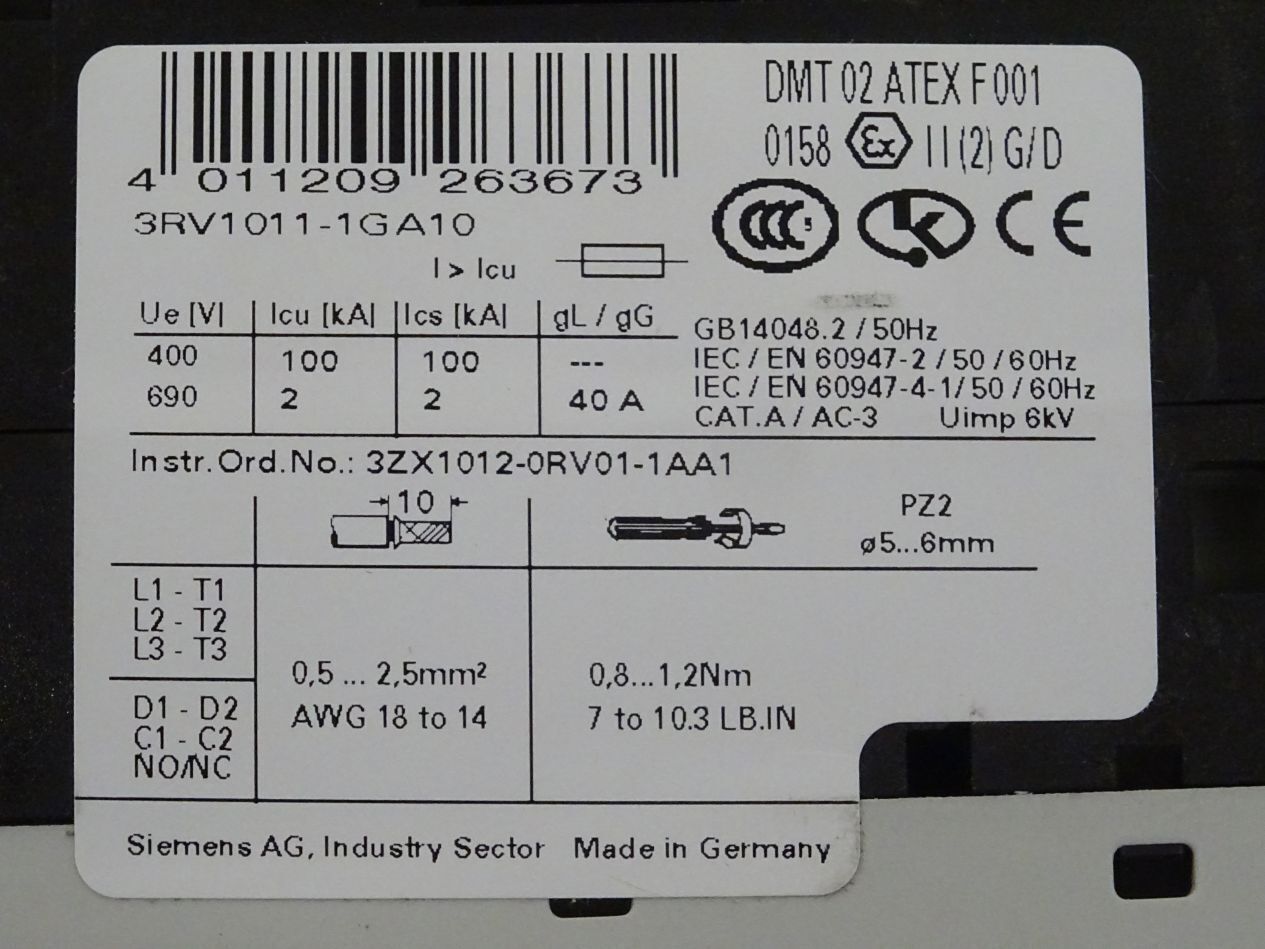 DMT 02 ATEX F 001
0158 Ex II (2) G/D
4 011209 263673
3RV1011-1GA10
CCC S CE
I > Icu
Ue [V] Icu [kA] Ics [kA] gL / gG
400 100 100 ---
690 2 2 40 A
GB14048.2 / 50Hz
IEC / EN 60947-2 / 50 / 60Hz
IEC / EN 60947-4-1/ 50 / 60Hz
CAT.A / AC-3 Uimp 6kV
Instr.Ord.No.: 3ZX1012-0RV01-1AA1
10
PZ2
ø5...6mm
L1 - T1
L2 - T2
L3 - T3
D1 - D2
C1 - C2
NO/NC
0,5 ... 2,5mm²
AWG 18 to 14
0,8...1,2Nm
7 to 10.3 LB.IN
Siemens AG, Industry Sector Made in Germany